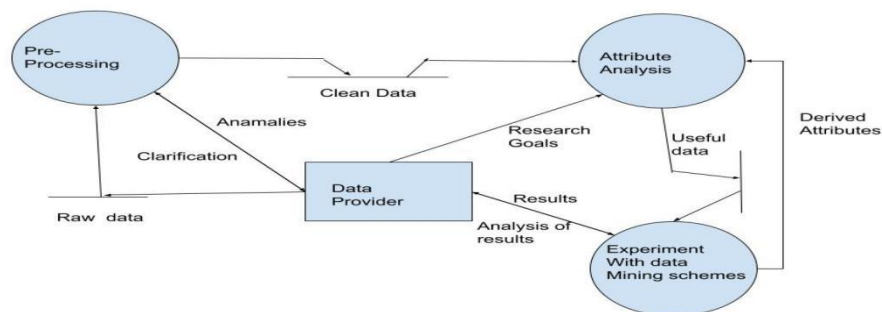 Pre-
Processing
Attribute
Analysis
Clean Data
Anamalies
Derived
Attributes
Research
Goals
Useful
data
Clarification
Data
Provider
Results
Raw data
Analysis of
results
Experiment
With data
Mining schemes